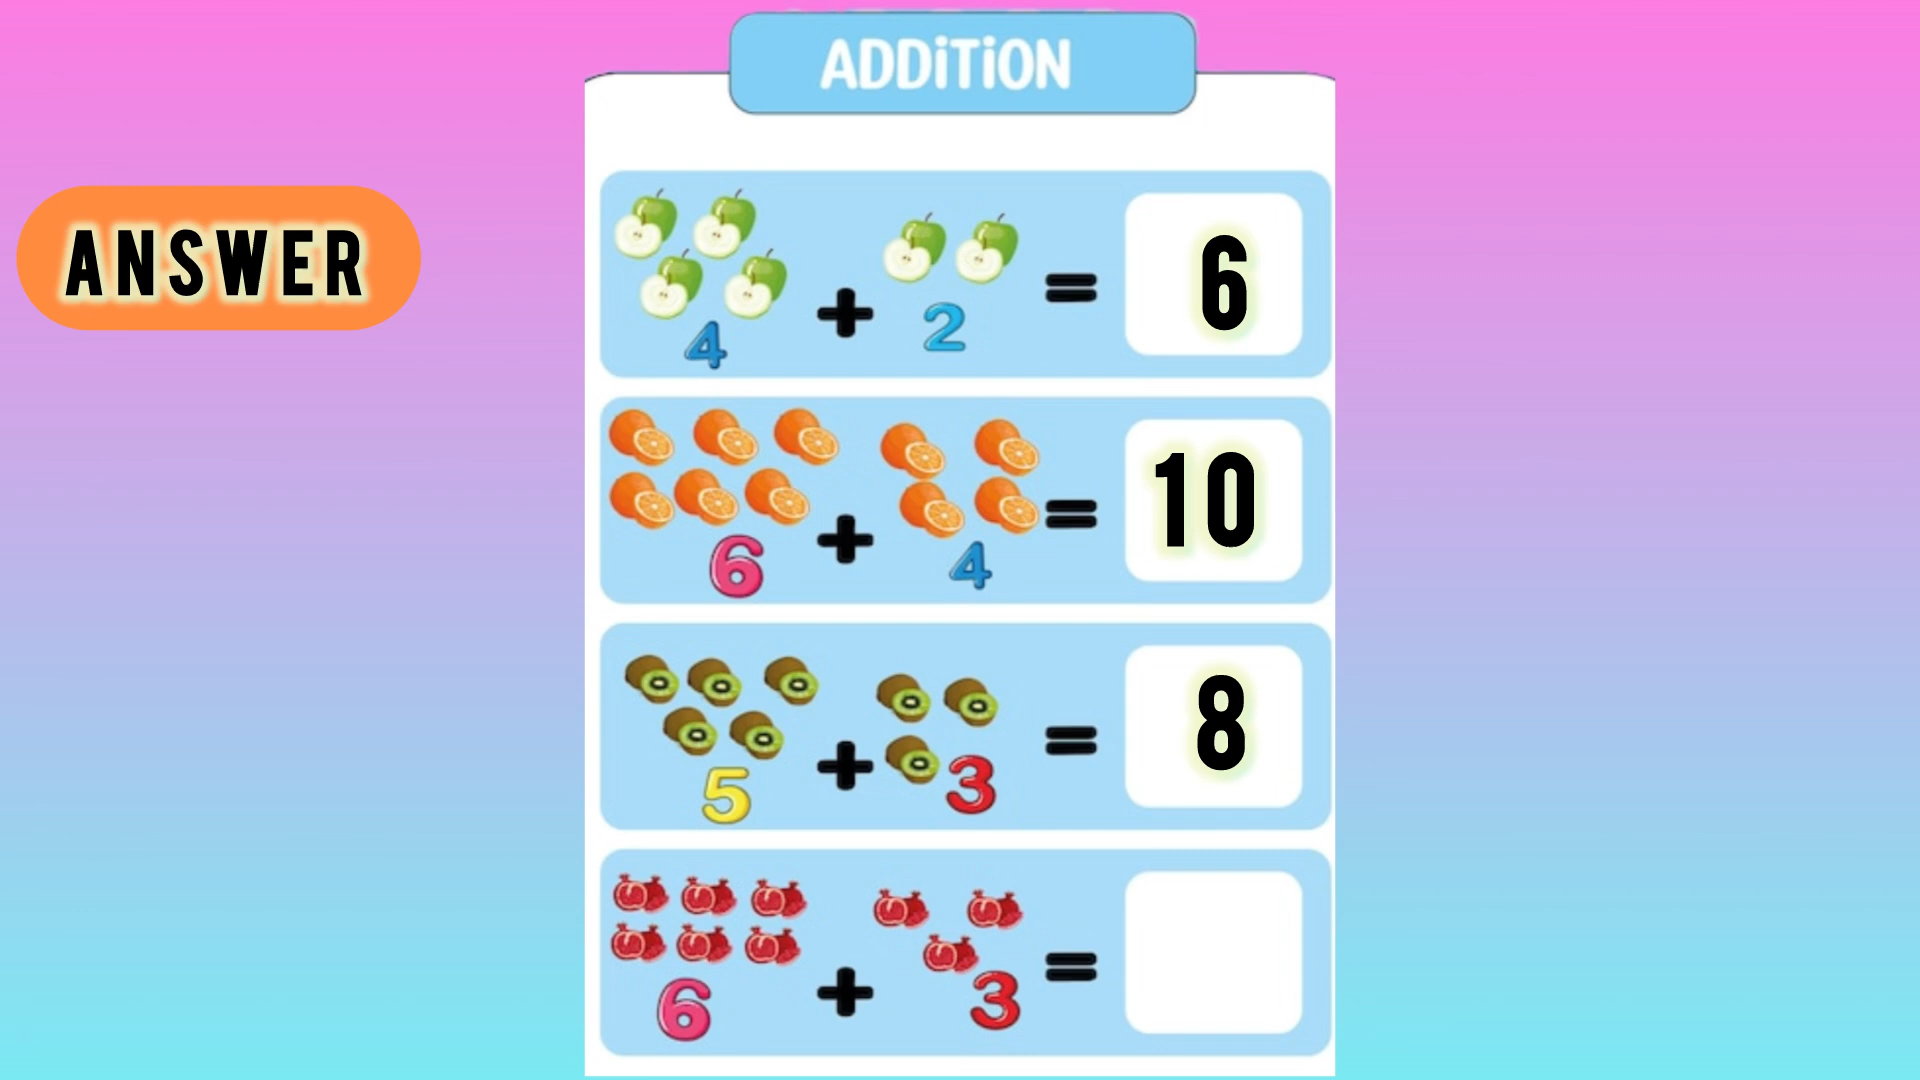 ADDiTiON
ANSWER
4 + 2 = 6
6 + 4 = 10
5 + 3 = 8
6 + 3 =